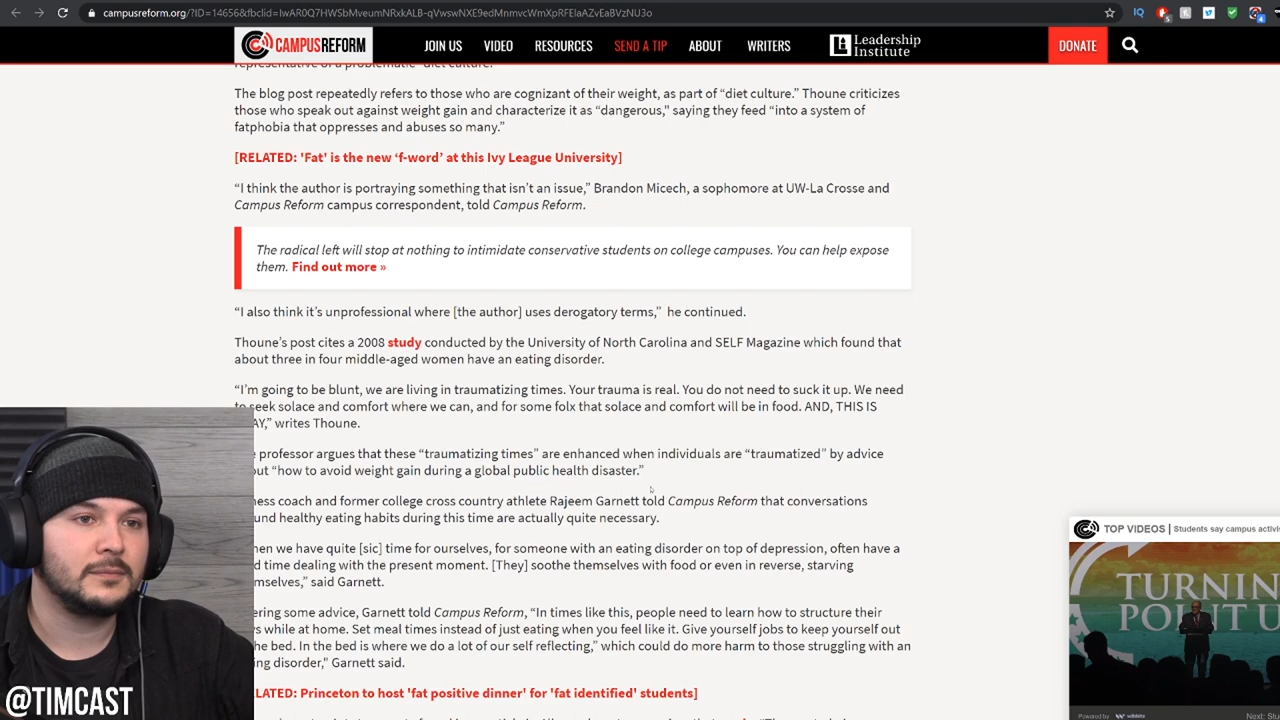 campusreform.org/?ID=14656&fbclid=IwAR0Q7HWSbMveumNRxkALB-qVwswNXE9edMnmvcWmXpRFElaAZvEaBVzNU3o
CAMPUSREFORM JOIN US VIDEO RESOURCES SEND A TIP ABOUT WRITERS Leadership Institute DONATE
representative of a problematic "diet culture."
The blog post repeatedly refers to those who are cognizant of their weight, as part of “diet culture.” Thoune criticizes
those who speak out against weight gain and characterize it as “dangerous," saying they feed “into a system of
fatphobia that oppresses and abuses so many.”
[RELATED: 'Fat' is the new ‘f-word’ at this Ivy League University]
“I think the author is portraying something that isn’t an issue,” Brandon Micech, a sophomore at UW-La Crosse and
Campus Reform campus correspondent, told Campus Reform.
The radical left will stop at nothing to intimidate conservative students on college campuses. You can help expose
them. Find out more »
“I also think it’s unprofessional where [the author] uses derogatory terms,” he continued.
Thoune’s post cites a 2008 study conducted by the University of North Carolina and SELF Magazine which found that
about three in four middle-aged women have an eating disorder.
“I’m going to be blunt, we are living in traumatizing times. Your trauma is real. You do not need to suck it up. We need
to seek solace and comfort where we can, and for some folx that solace and comfort will be in food. AND, THIS IS
AY,” writes Thoune.
professor argues that these “traumatizing times” are enhanced when individuals are “traumatized” by advice
out “how to avoid weight gain during a global public health disaster.”
ness coach and former college cross country athlete Rajeem Garnett told Campus Reform that conversations
und healthy eating habits during this time are actually quite necessary.
hen we have quite [sic] time for ourselves, for someone with an eating disorder on top of depression, often have a
d time dealing with the present moment. [They] soothe themselves with food or even in reverse, starving
mselves,” said Garnett.
ering some advice, Garnett told Campus Reform, “In times like this, people need to learn how to structure their
s while at home. Set meal times instead of just eating when you feel like it. Give yourself jobs to keep yourself out
he bed. In the bed is where we do a lot of our self reflecting,” which could do more harm to those struggling with an
ing disorder," Garnett said.
LATED: Princeton to host 'fat positive dinner' for 'fat identified' students]
TOP VIDEOS | Students say campus activi
TURNIN
POINT U
Powered by
Next: Stu
@TIMCAST